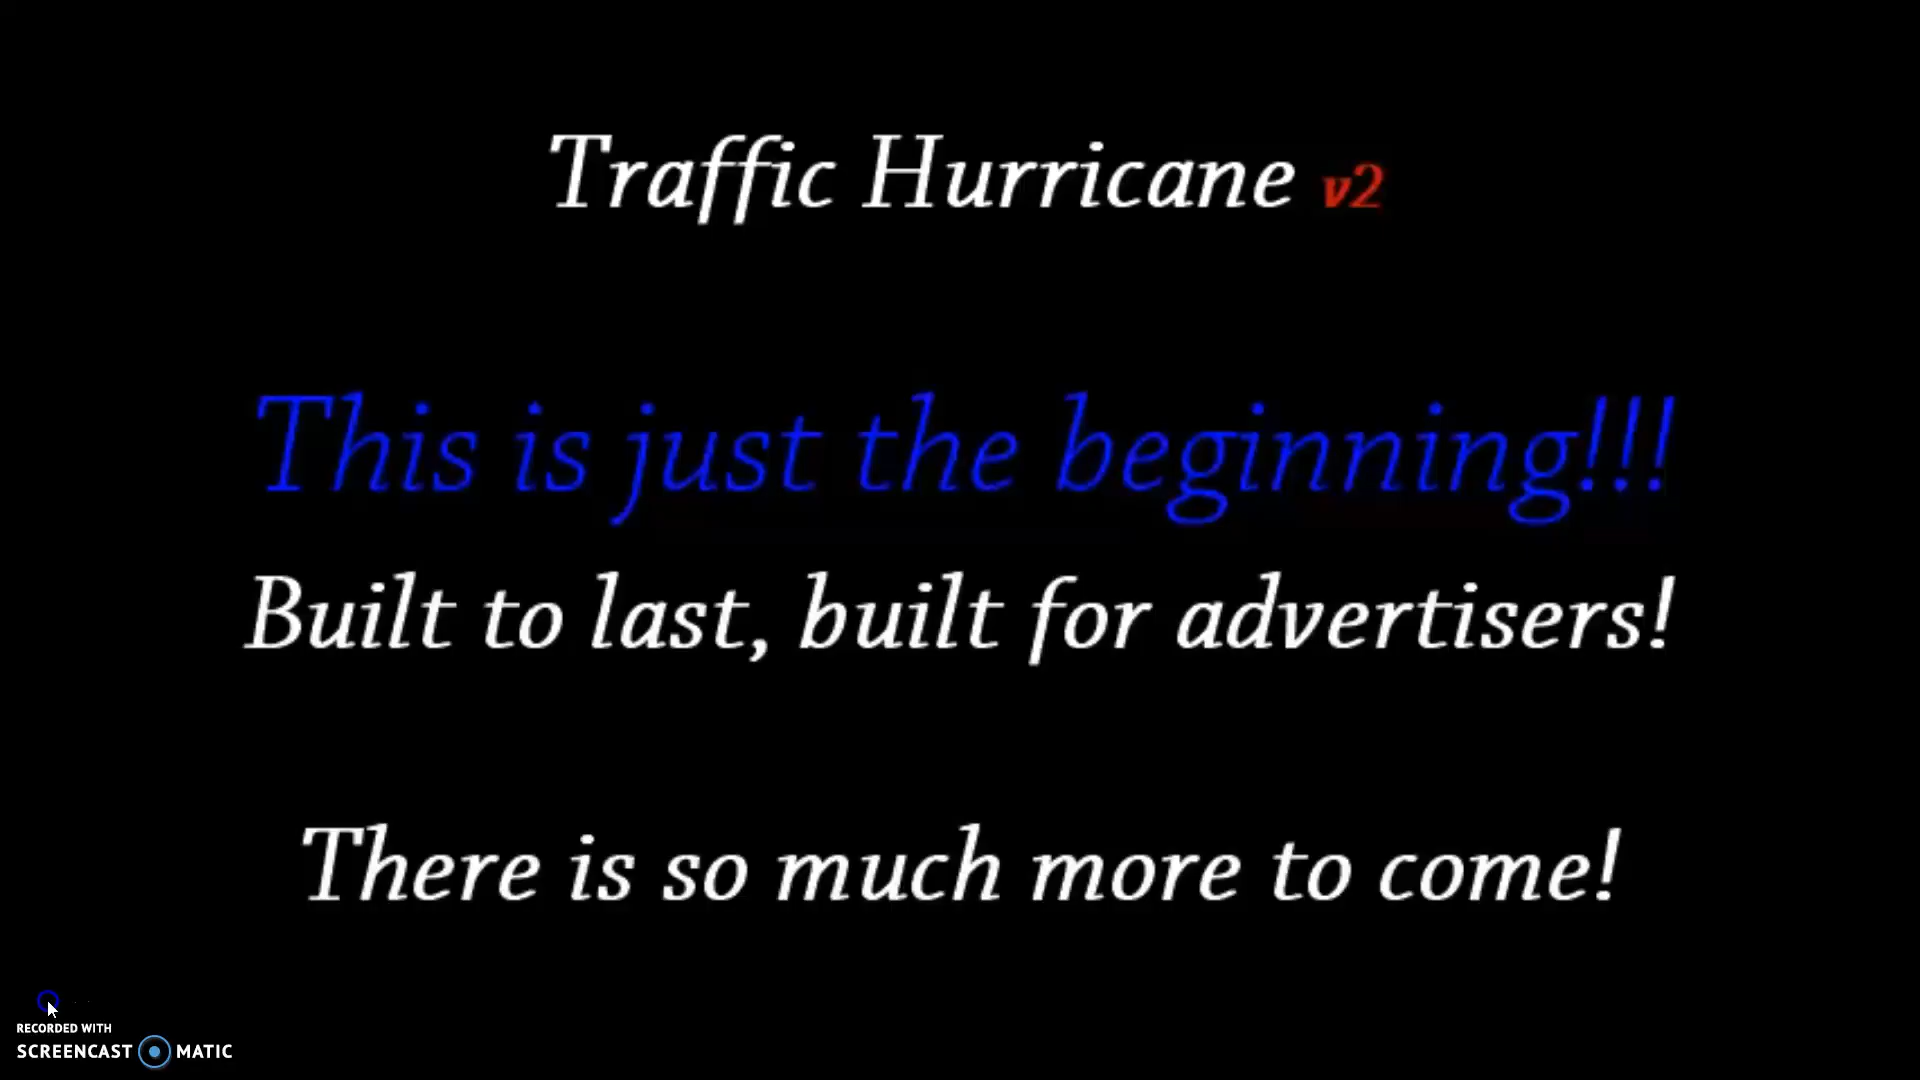 Traffic Hurricane v2
This is just the beginning!!!
Built to last, built for advertisers!
There is so much more to come!
RECORDED WITH
SCREENCAST MATIC